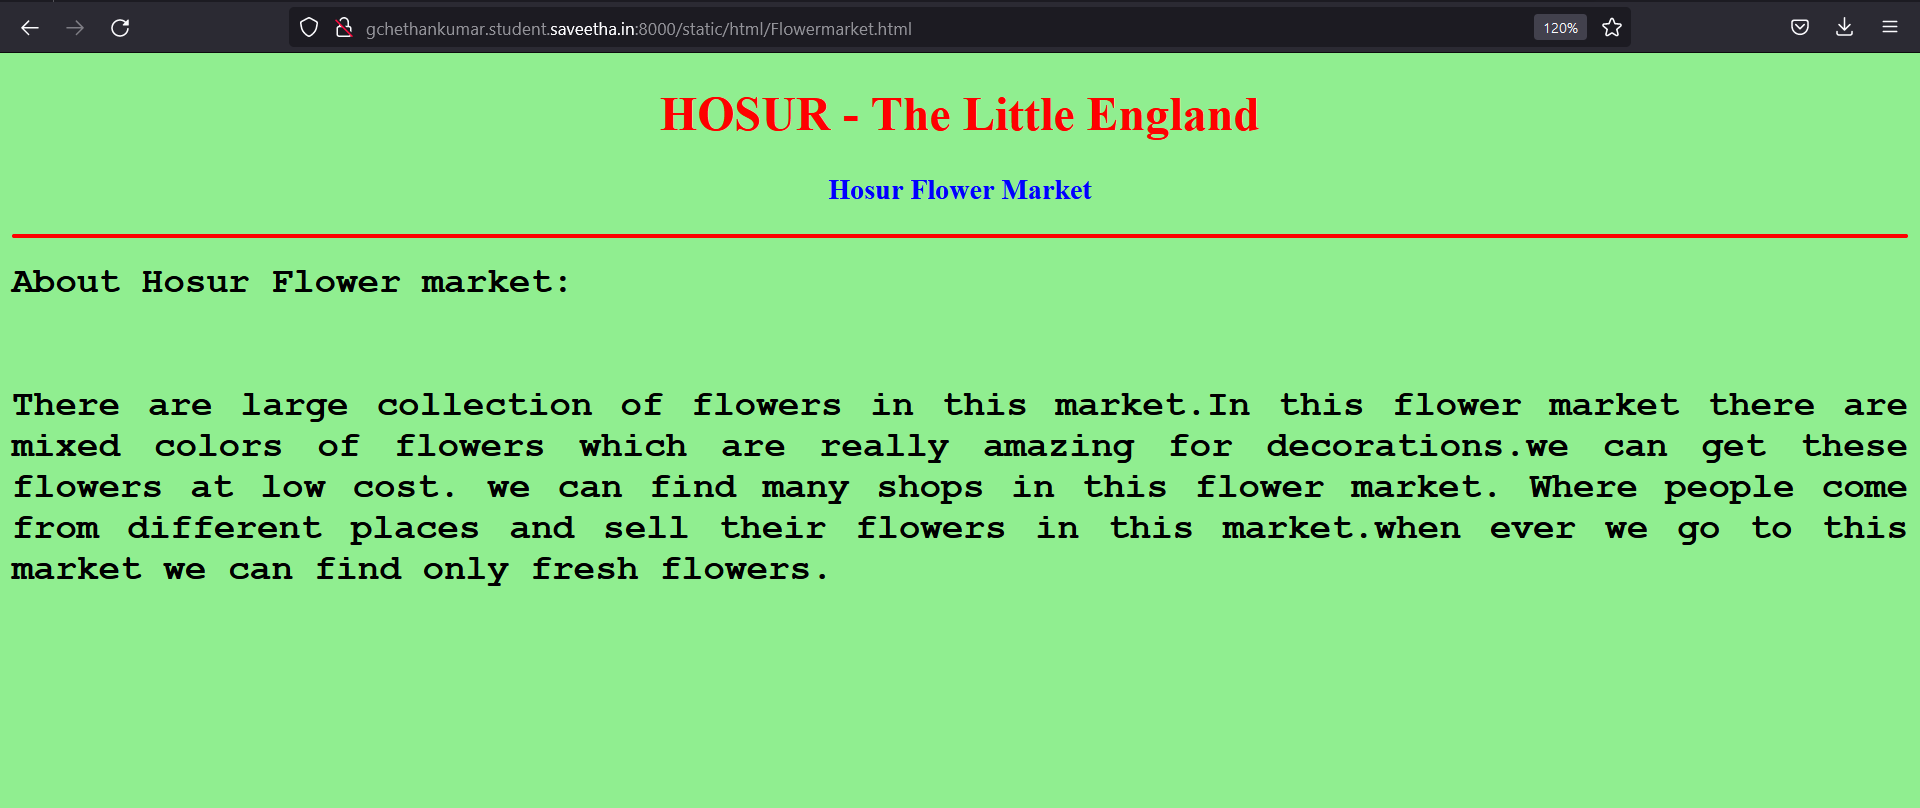 gchethankumar.student.saveetha.in:8000/static/html/Flowermarket.html
120%
HOSUR - The Little England
Hosur Flower Market
About Hosur Flower market:
There are large collection of flowers in this market.In this flower market there are
mixed colors of flowers which are really amazing for decorations.we can get these
flowers at low cost. we can find many shops in this flower market. Where people come
from different places and sell their flowers in this market.when ever we go to this
market we can find only fresh flowers.